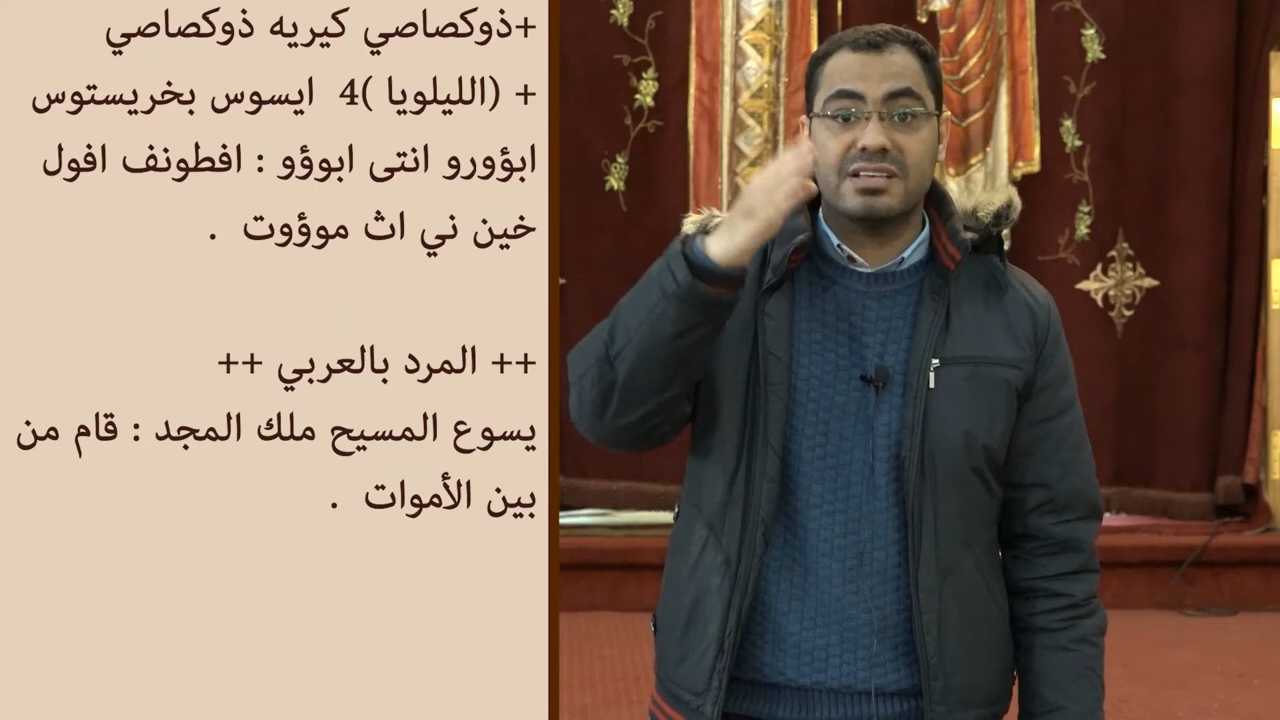 +ذوكصاصي كيريه ذوكصاصي
+ (الليلويا )4 ايسوس بخريستوس
ابؤورو انتى ابوؤو : افطونف افول
خين ني اث موؤوت .
++ المرد بالعربي ++
يسوع المسيح ملك المجد : قام من
بين الأموات .